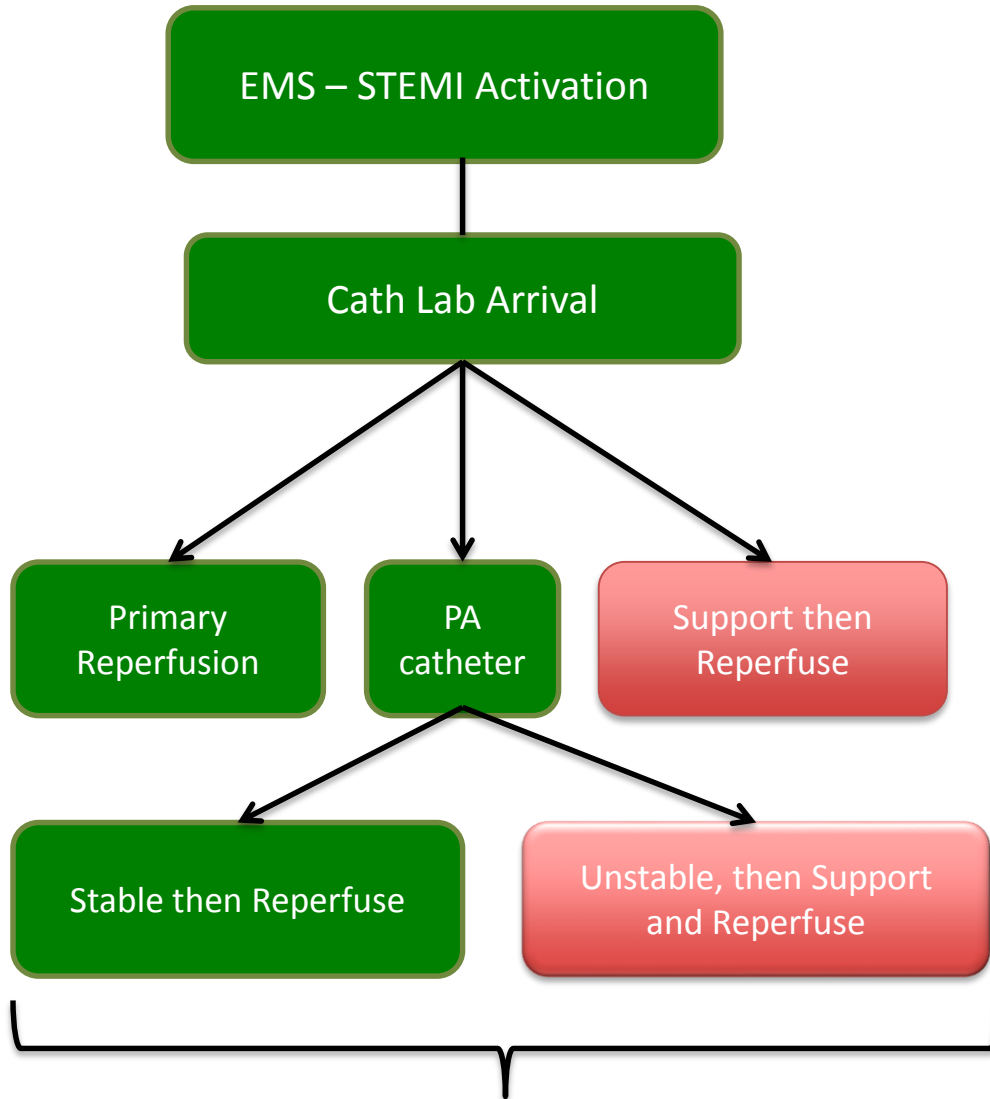 EMS – STEMI Activation
Cath Lab Arrival
Primary
Reperfusion
PA
catheter
Support then
Reperfuse
Stable then Reperfuse
Unstable, then Support
and Reperfuse